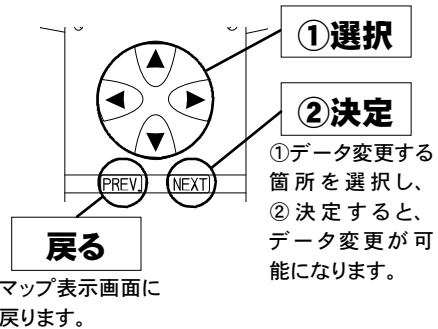 ①選択
②決定
①データ変更する
箇所を選択し、
②決定すると、
データ変更が可
能になります。
PREV.
NEXT
戻る
マップ表示画面に
戻ります。